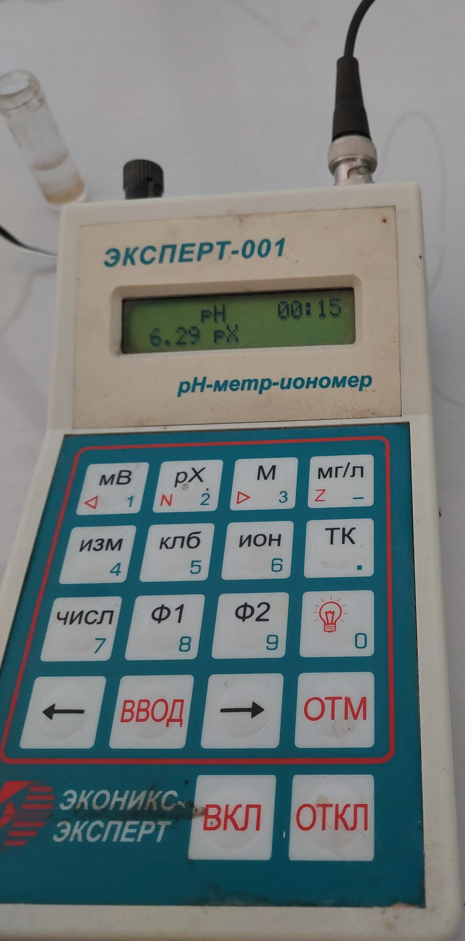 ЭКСПЕРТ-001
pH 00:15
6.29 pX
pH-метр-иономер
мВ pX М мг/л
1 N 2 3 Z –
изм клб ион ТК
4 5 6 .
числ Ф1 Ф2
7 8 9 0
← ВВОД → ОТМ
ЭКОНИКС-
ЭКСПЕРТ
ВКЛ ОТКЛ